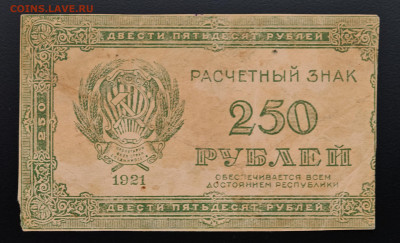 COINS.LAVE.RU
ДВЕСТИ ПЯТЬДЕСЯТ РУБЛЕЙ
РАСЧЕТНЫЙ ЗНАК
250
РУБЛЕЙ
1921
ОБЕСПЕЧИВАЕТСЯ ВСЕМ
ДОСТОЯНИЕМ РЕСПУБЛИКИ
ДВЕСТИ ПЯТЬДЕСЯТ РУБЛЕЙ